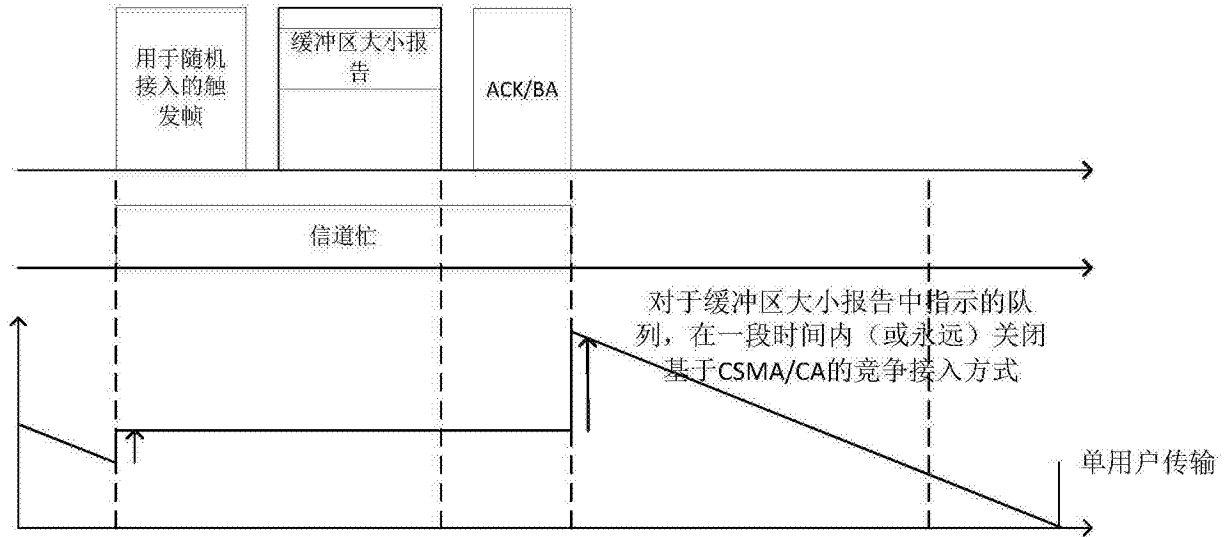 用于随机
接入的触
发帧
缓冲区大小报
告
ACK/BA
信道忙
对于缓冲区大小报告中指示的队
列，在一段时间内（或永远）关闭
基于CSMA/CA的竞争接入方式
单用户传输